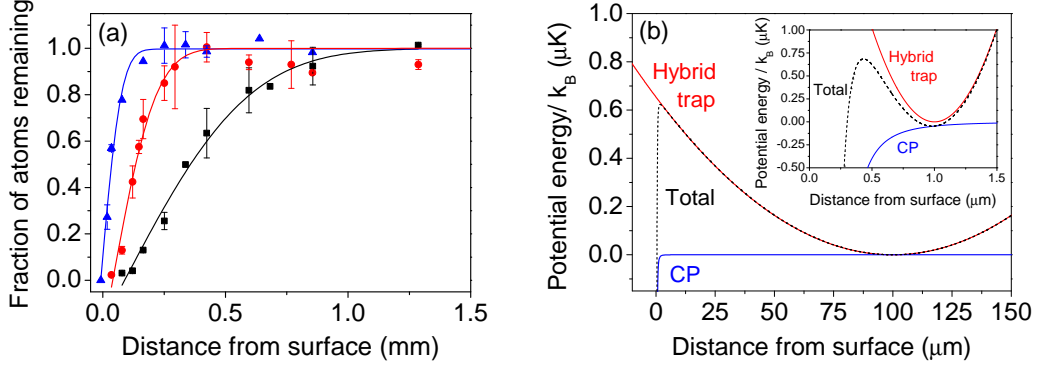 (a)
Fraction of atoms remaining
1.0
0.8
0.6
0.4
0.2
0.0
0.0 0.5 1.0 1.5
Distance from surface (mm)
(b)
Potential energy/ k_B (μK)
1.0
0.8
0.6
0.4
0.2
0.0
0 25 50 75 100 125 150
Distance from surface (μm)
Hybrid
trap
Total
CP
Potential energy / k_B (μK)
1.00
0.75
0.50
0.25
0.00
-0.25
-0.50
0.0 0.5 1.0 1.5
Distance from surface (μm)
Hybrid
trap
Total
CP